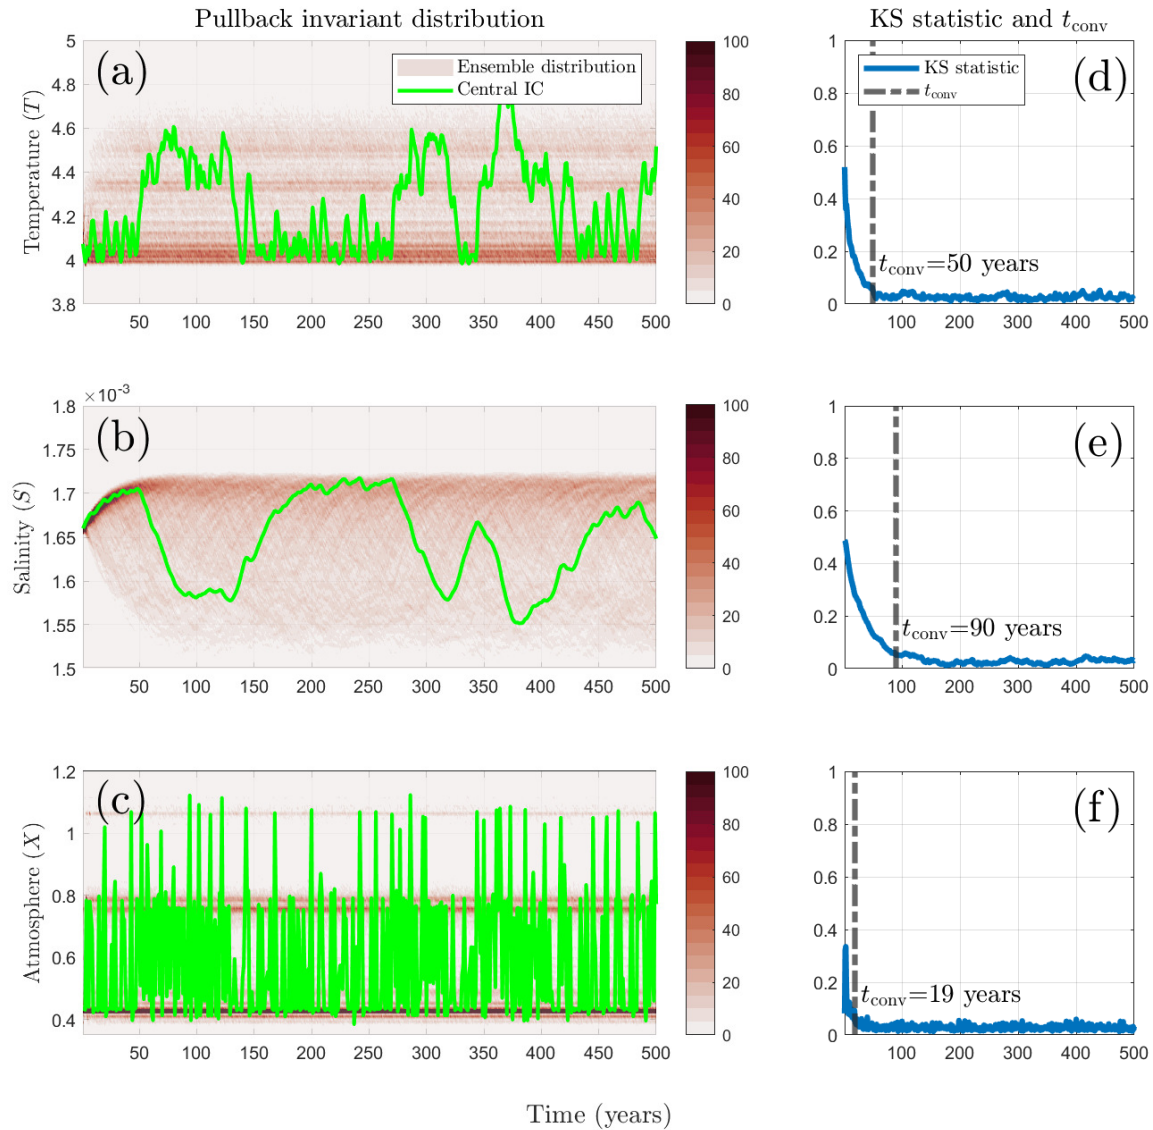 Pullback invariant distribution
KS statistic and t_conv
(a)
Ensemble distribution
Central IC
Temperature (T)
5
4.8
4.6
4.4
4.2
4
3.8
50 100 150 200 250 300 350 400 450 500
100
80
60
40
20
0
(d)
KS statistic
t_conv
1
0.8
0.6
0.4
0.2
0
t_conv=50 years
100 200 300 400 500
(b)
×10⁻³
Salinity (S)
1.8
1.75
1.7
1.65
1.6
1.55
1.5
50 100 150 200 250 300 350 400 450 500
100
80
60
40
20
0
(e)
1
0.8
0.6
0.4
0.2
0
t_conv=90 years
100 200 300 400 500
(c)
Atmosphere (X)
1.2
1
0.8
0.6
0.4
50 100 150 200 250 300 350 400 450 500
100
80
60
40
20
0
(f)
1
0.8
0.6
0.4
0.2
0
t_conv=19 years
100 200 300 400 500
Time (years)